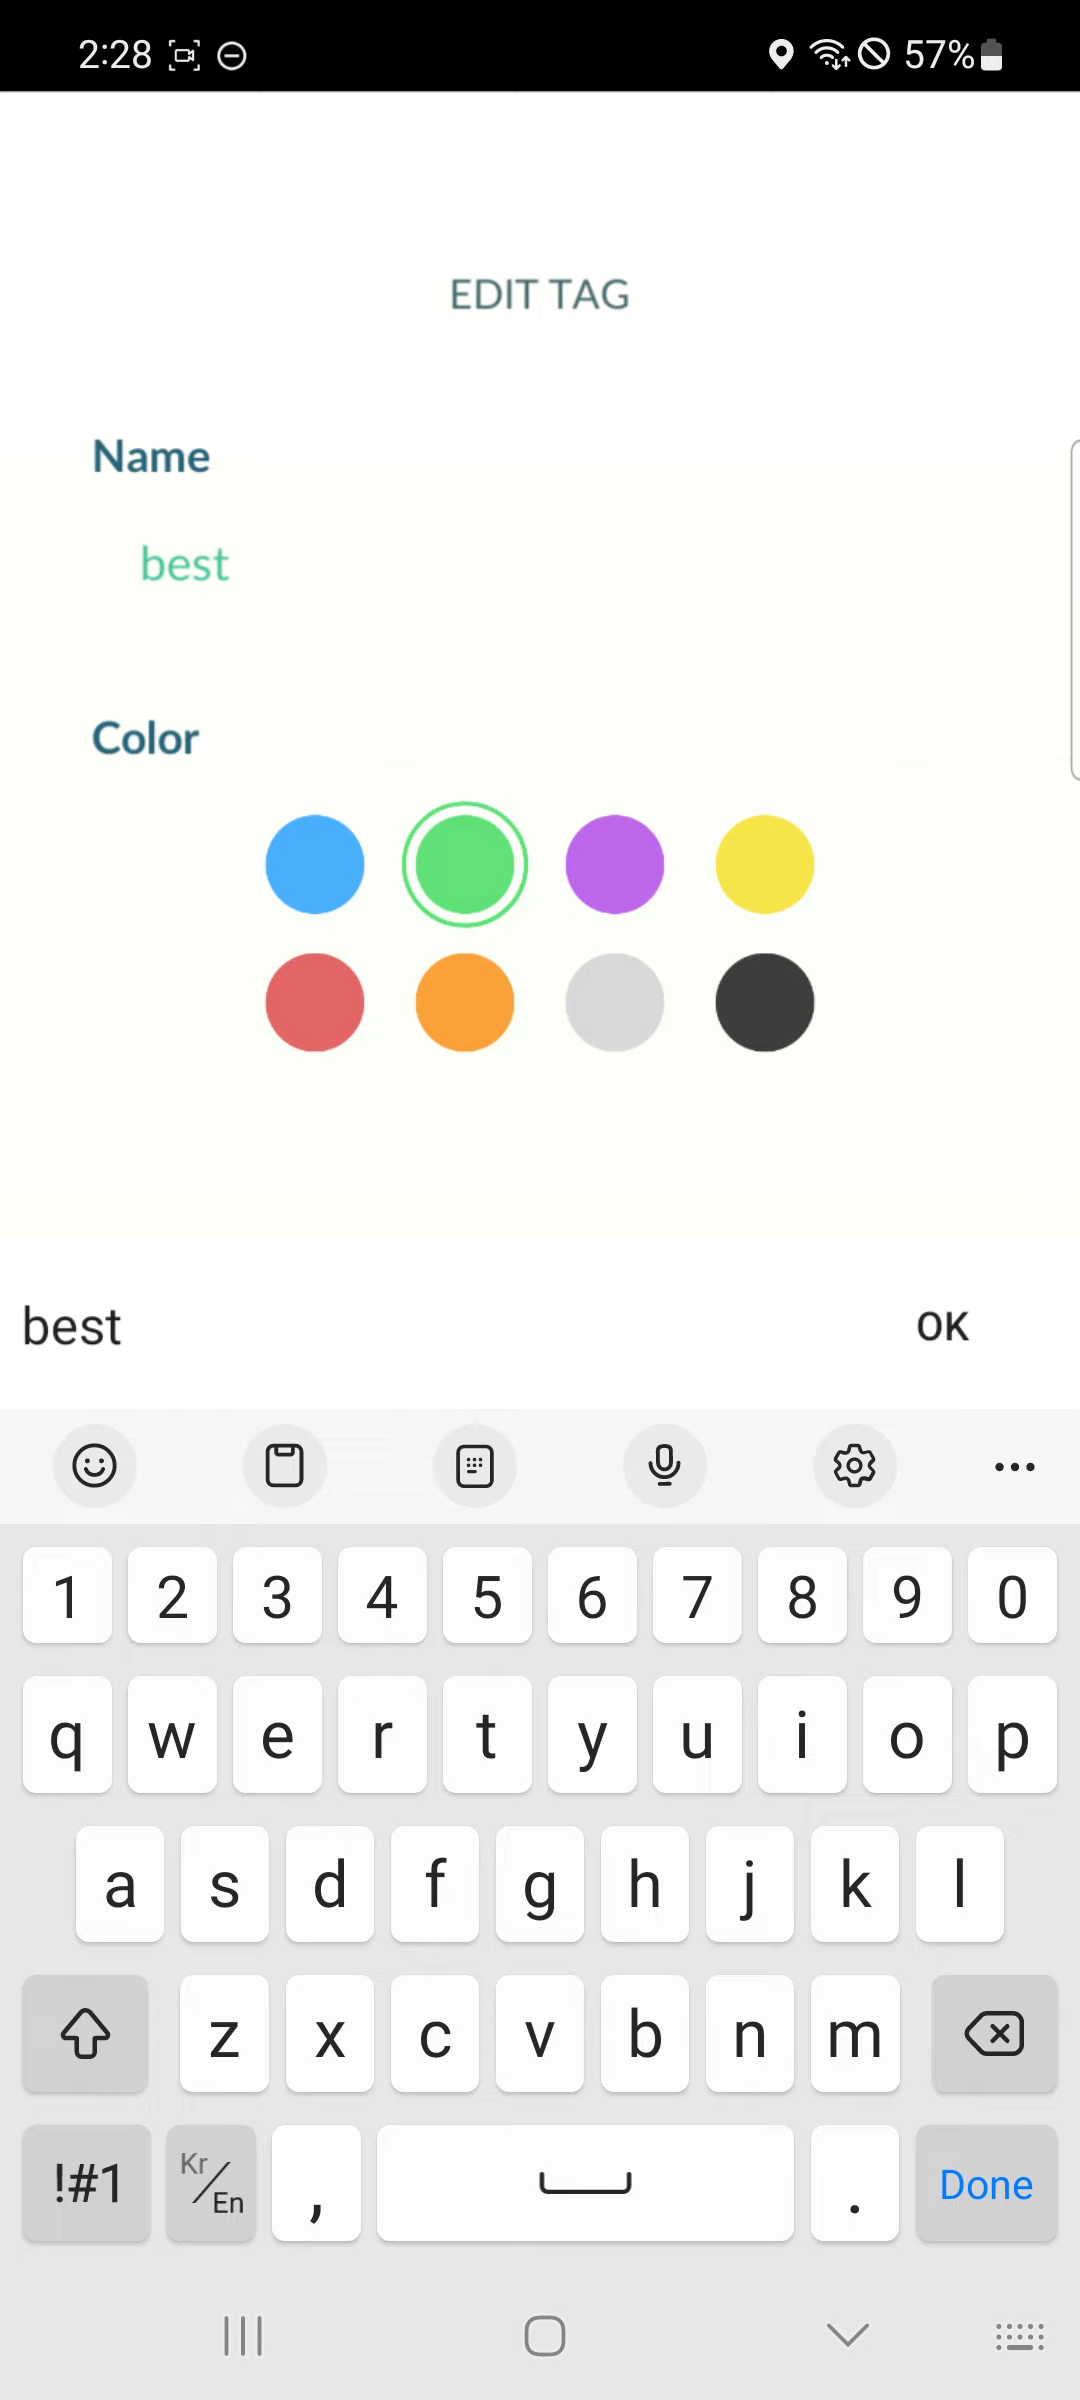 2:28 57%
EDIT TAG
Name
best
Color
best OK
1 2 3 4 5 6 7 8 9 0
q w e r t y u i o p
a s d f g h j k l
z x c v b n m
!#1 Kr/En , . Done